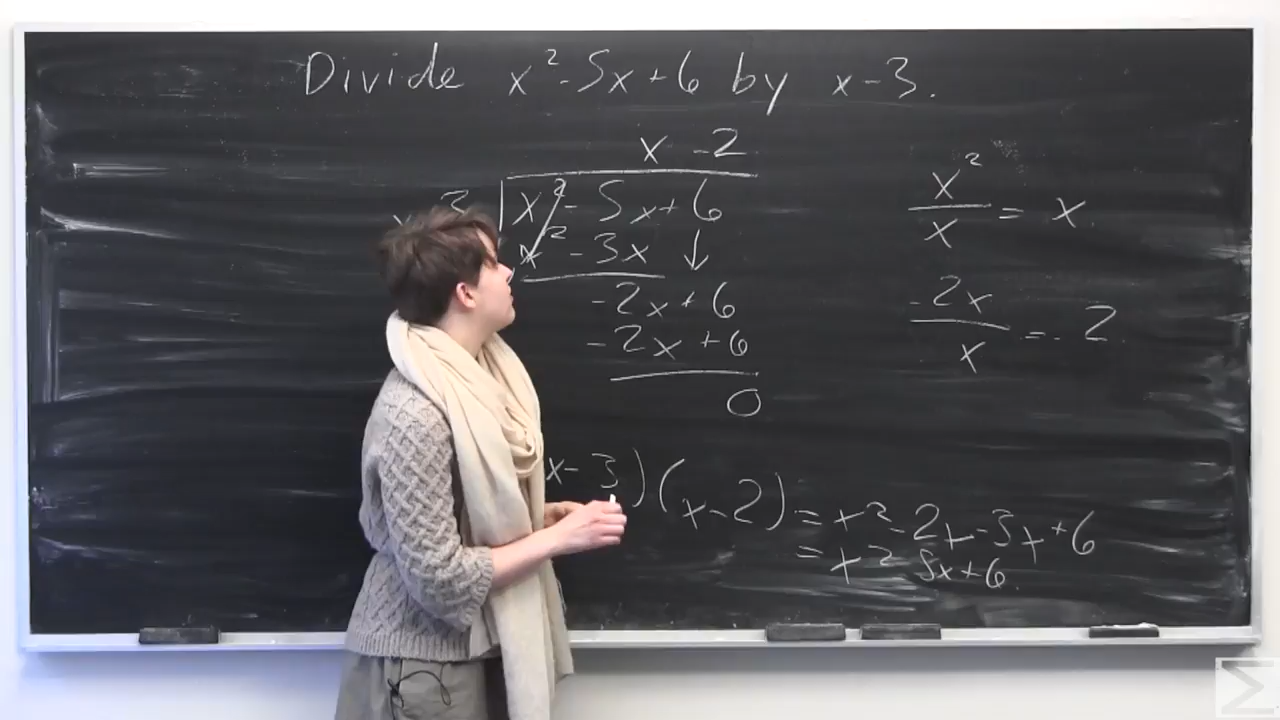 Divide x²-5x+6 by x-3.
x -2
x-3 | x²-5x+6
x²-3x ↓
-2x+6
-2x+6
0
x²/x = x.
-2x/x = -2.
x-3)(x-2) = x²-2x-3x+6
= x² 5x+6.
Σ